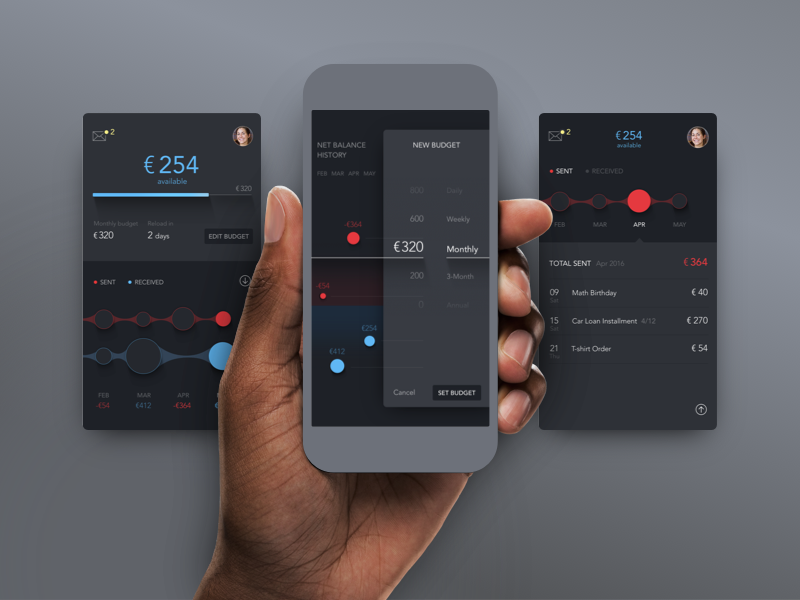 2
€ 254
available
€ 320
Monthly budget
Reload in
€ 320
2 days
EDIT BUDGET
SENT
RECEIVED
FEB
MAR
APR
-€54
€412
-€364
NET BALANCE
HISTORY
FEB MAR APR MAY
-€364
-€54
€254
€412
NEW BUDGET
800 Daily
600 Weekly
€320 Monthly
200 3-Month
0 Annual
Cancel
SET BUDGET
2
€ 254
available
SENT
RECEIVED
FEB
MAR
APR
MAY
TOTAL SENT Apr 2016 € 364
09 Math Birthday € 40
Sat
15 Car Loan Installment 4/12 € 270
Sat
21 T-shirt Order € 54
Thu